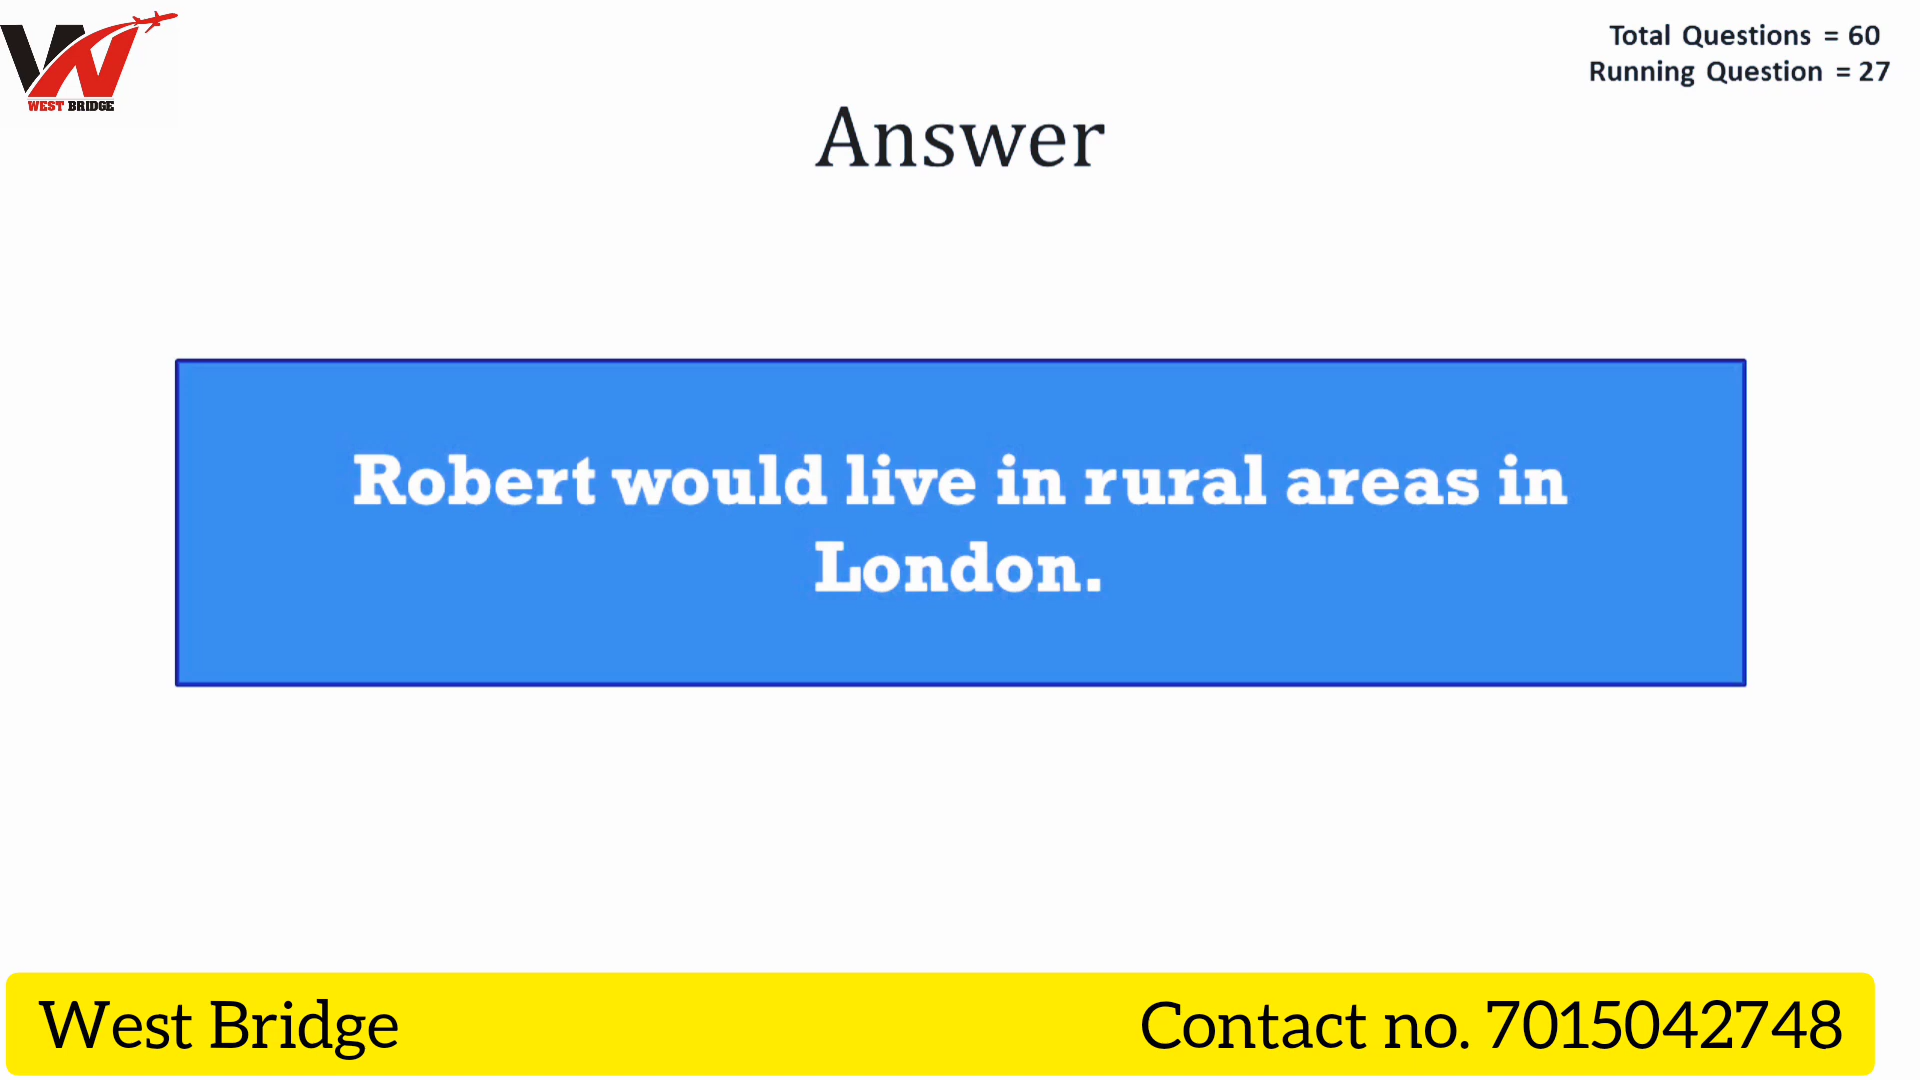 WEST BRIDGE
Total Questions = 60
Running Question = 27
Answer
Robert would live in rural areas in
London.
West Bridge
Contact no. 7015042748